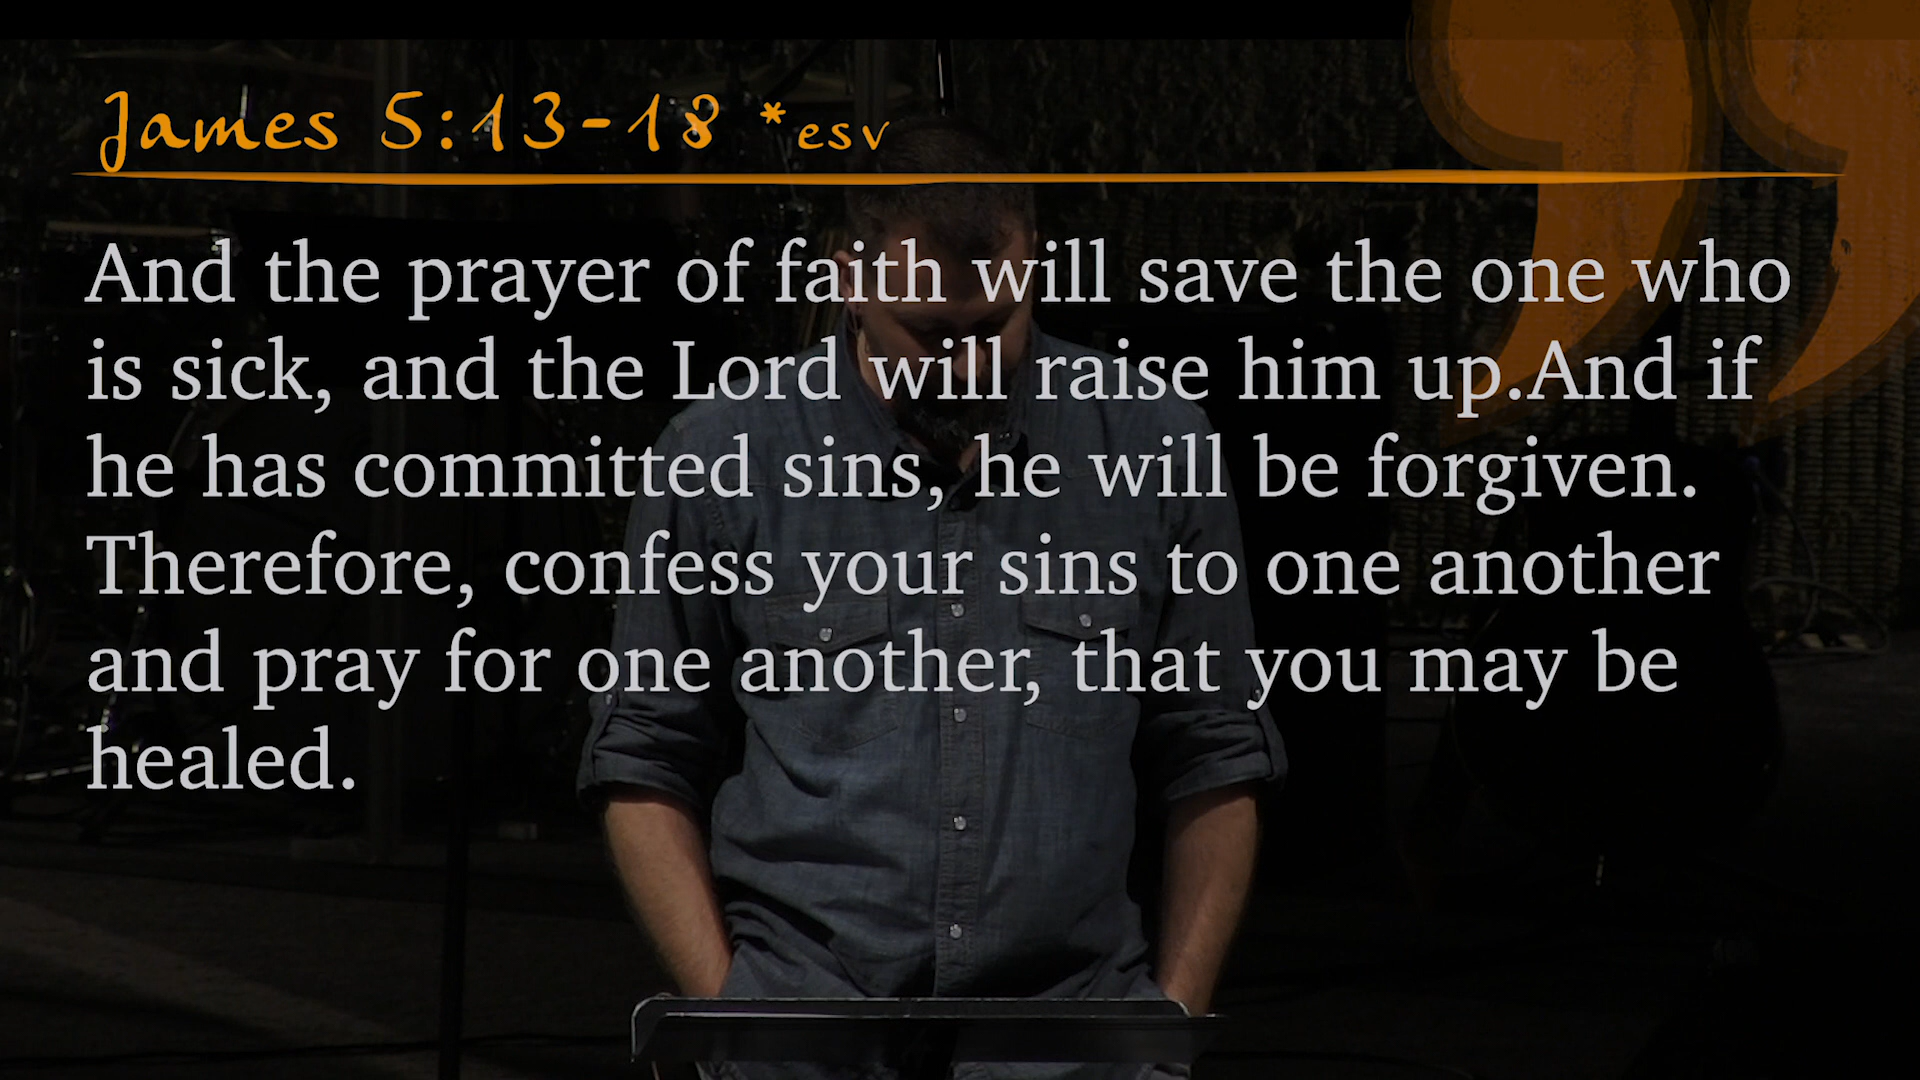 James 5:13-18 *esv
And the prayer of faith will save the one who
is sick, and the Lord will raise him up.And if
he has committed sins, he will be forgiven.
Therefore, confess your sins to one another
and pray for one another, that you may be
healed.